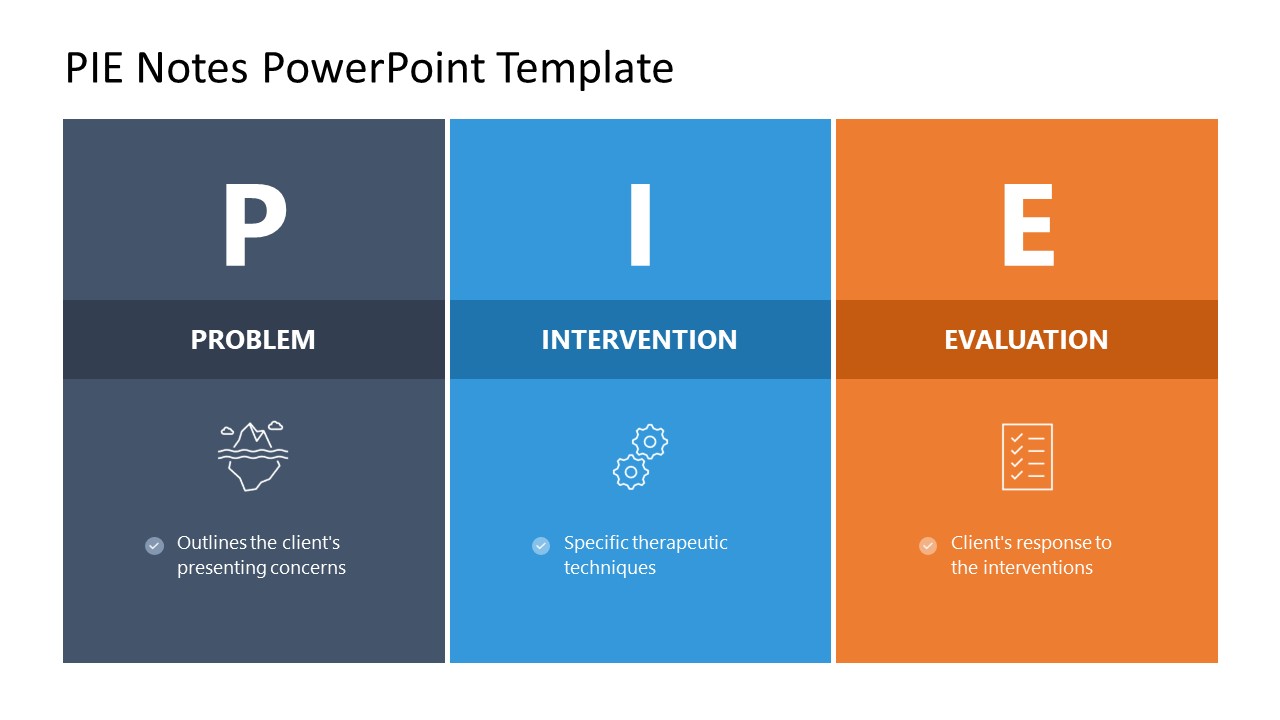 PIE Notes PowerPoint Template
P
PROBLEM
Outlines the client's
presenting concerns
I
INTERVENTION
Specific therapeutic
techniques
E
EVALUATION
Client's response to
the interventions